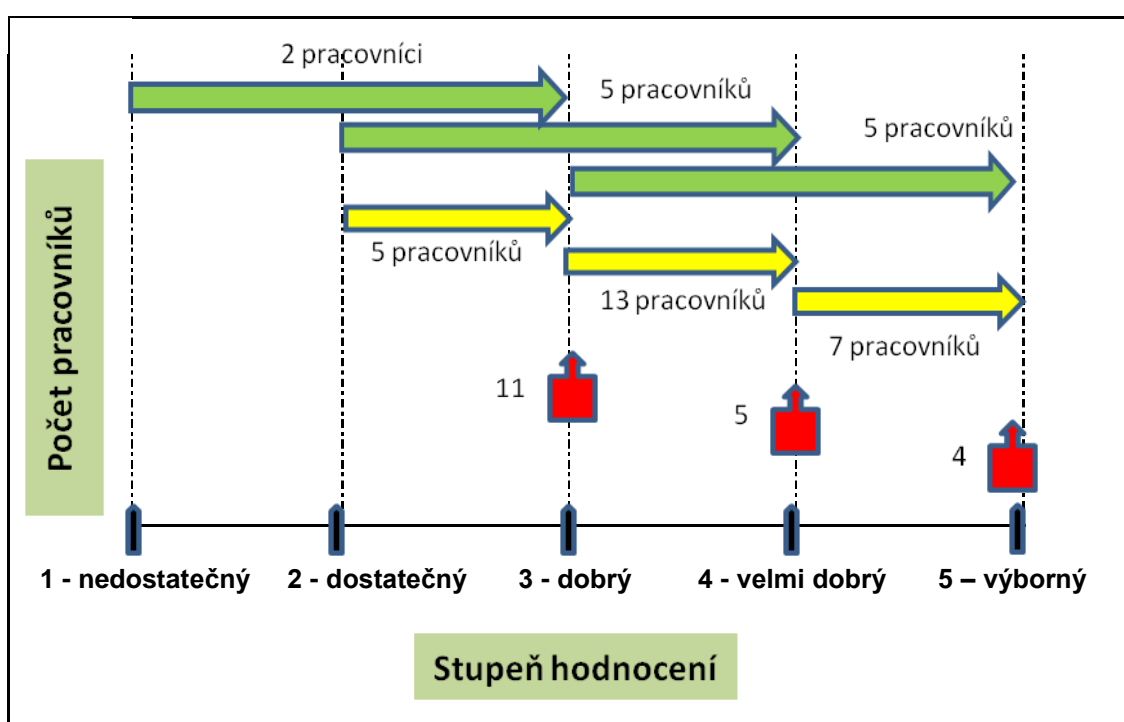 2 pracovníci
5 pracovníků
5 pracovníků
5 pracovníků
13 pracovníků
7 pracovníků
11
5
4
Počet pracovníků
1 - nedostatečný
2 - dostatečný
3 - dobrý
4 - velmi dobrý
5 – výborný
Stupeň hodnocení